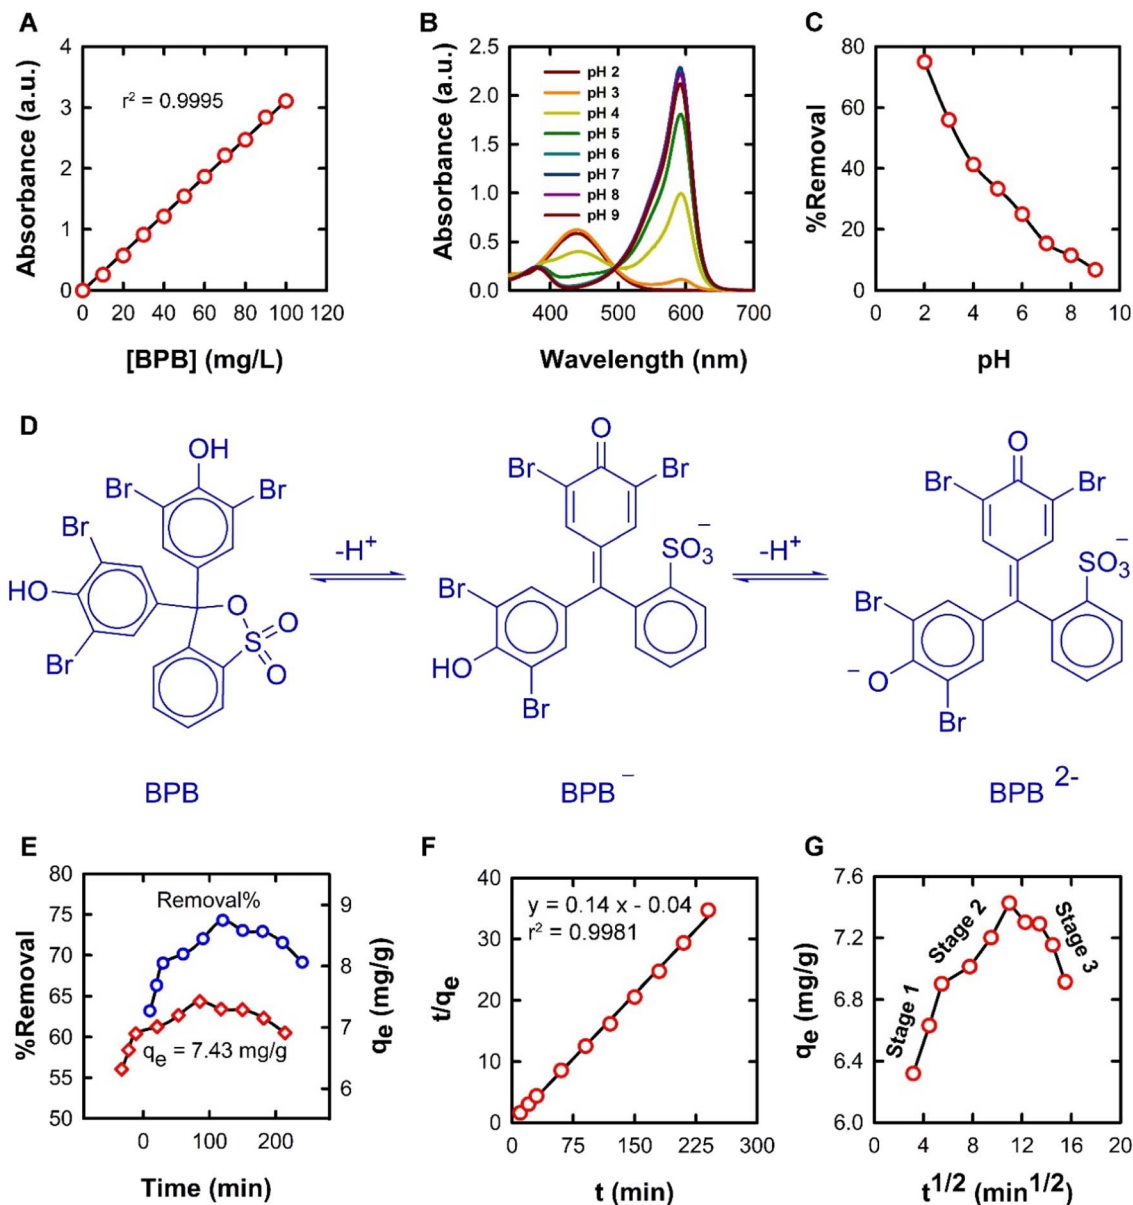 A
Absorbance (a.u.)
4
3
2
1
0
r² = 0.9995
0 20 40 60 80 100 120
[BPB] (mg/L)
B
Absorbance (a.u.)
2.5
2.0
1.5
1.0
0.5
0.0
pH 2
pH 3
pH 4
pH 5
pH 6
pH 7
pH 8
pH 9
400 500 600 700
Wavelength (nm)
C
%Removal
80
60
40
20
0
0 2 4 6 8 10
pH
D
OH
Br Br
Br
HO
Br
O
S O
O
-H⁺
O
Br Br
SO₃⁻
Br
HO
Br
-H⁺
O
Br Br
SO₃⁻
Br
⁻O
Br
BPB
BPB⁻
BPB²⁻
E
%Removal
80
75
70
65
60
55
50
Removal%
qₑ = 7.43 mg/g
9
8
7
6
qₑ (mg/g)
0 100 200
Time (min)
F
t/qₑ
40
30
20
10
0
y = 0.14 x - 0.04
r² = 0.9981
0 75 150 225 300
t (min)
G
qₑ (mg/g)
7.6
7.2
6.8
6.4
6.0
Stage 1
Stage 2
Stage 3
0 4 8 12 16 20
t^1/2 (min^1/2)